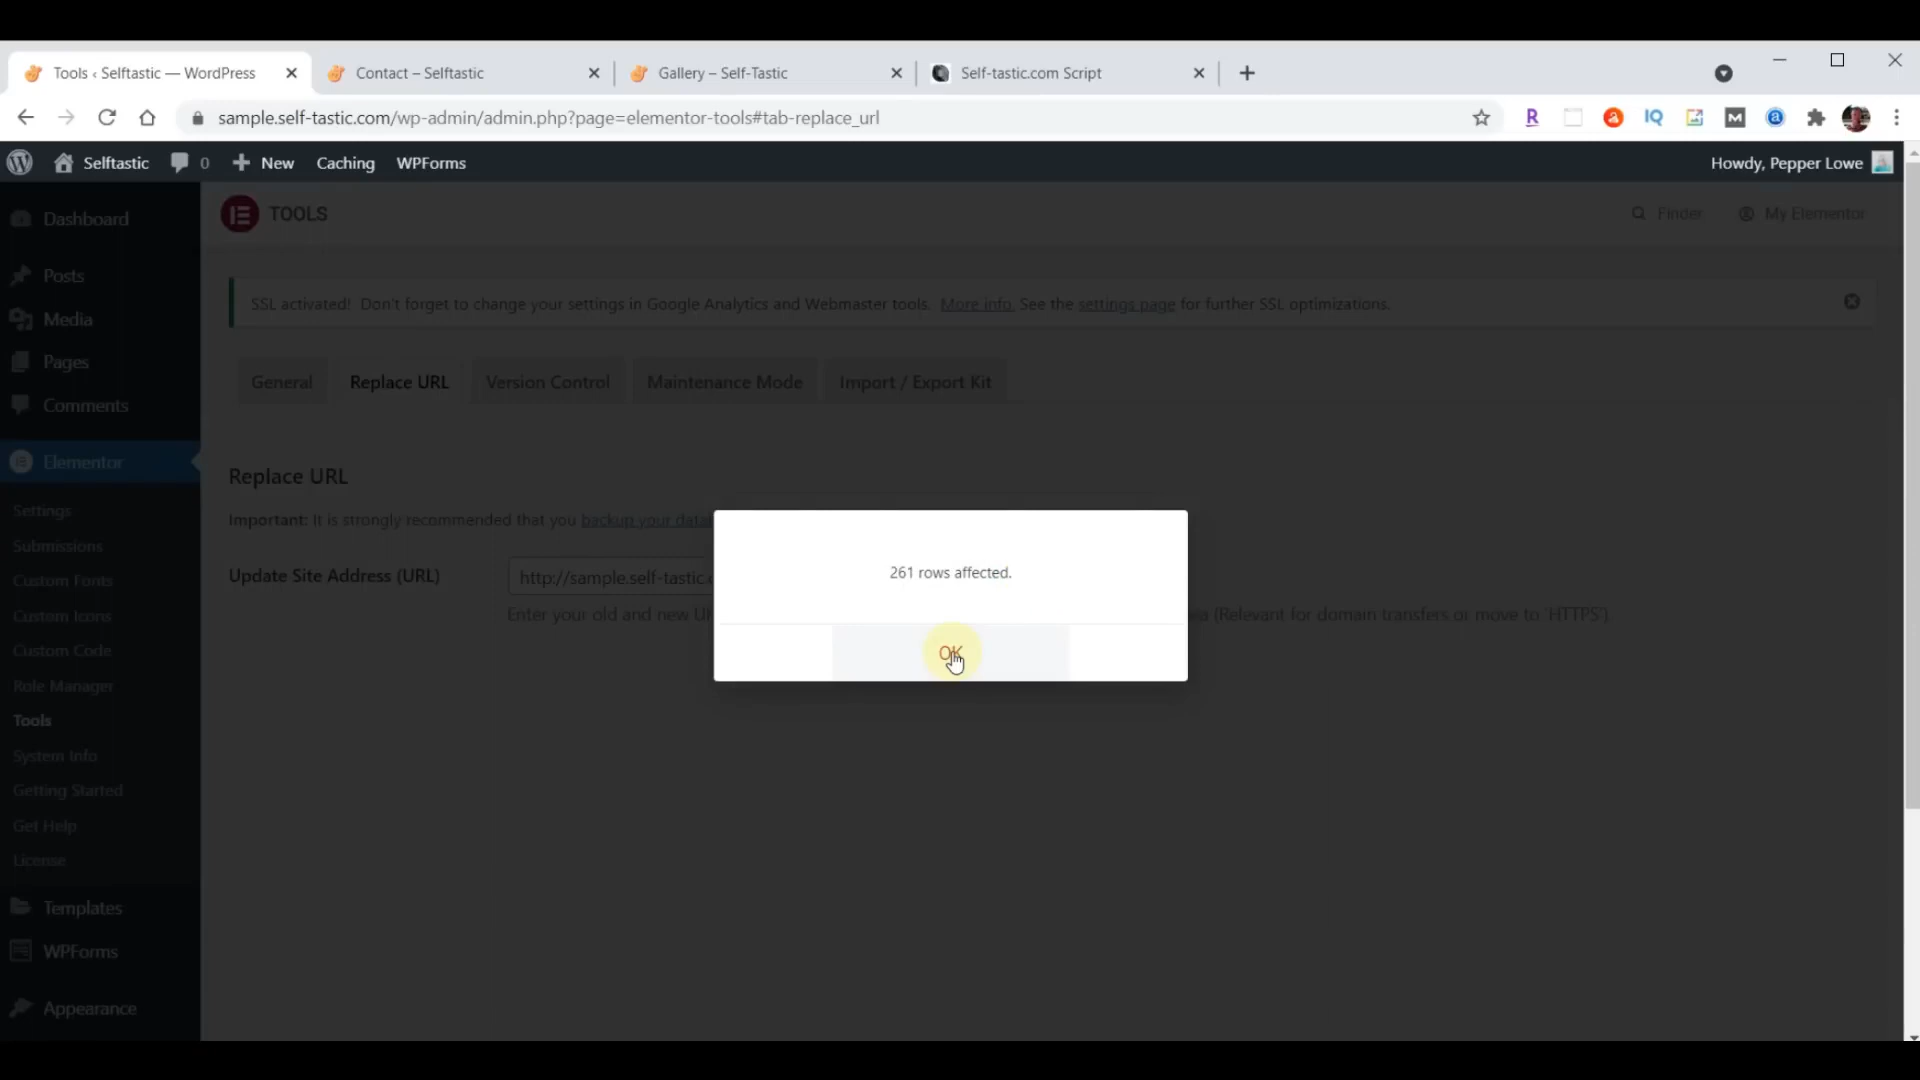 Tools ‹ Selftastic — WordPress
Contact – Selftastic
Gallery – Self-Tastic
Self-tastic.com Script
sample.self-tastic.com/wp-admin/admin.php?page=elementor-tools#tab-replace_url
Selftastic 0 New Caching WPForms Howdy, Pepper Lowe
TOOLS
Finder
My Elementor
SSL activated! Don't forget to change your settings in Google Analytics and Webmaster tools. More info. See the settings page for further SSL optimizations.
General
Replace URL
Version Control
Maintenance Mode
Import / Export Kit
Replace URL
Important: It is strongly recommended that you backup your
Update Site Address (URL)
http://sample.self-tastic.
Enter your old and new
(Relevant for domain transfers or move to 'HTTPS')
261 rows affected.
OK
Dashboard
Posts
Media
Pages
Comments
Elementor
Settings
Submissions
Custom Fonts
Custom Icons
Custom Code
Role Manager
Tools
System Info
Getting Started
Get Help
License
Templates
WPForms
Appearance